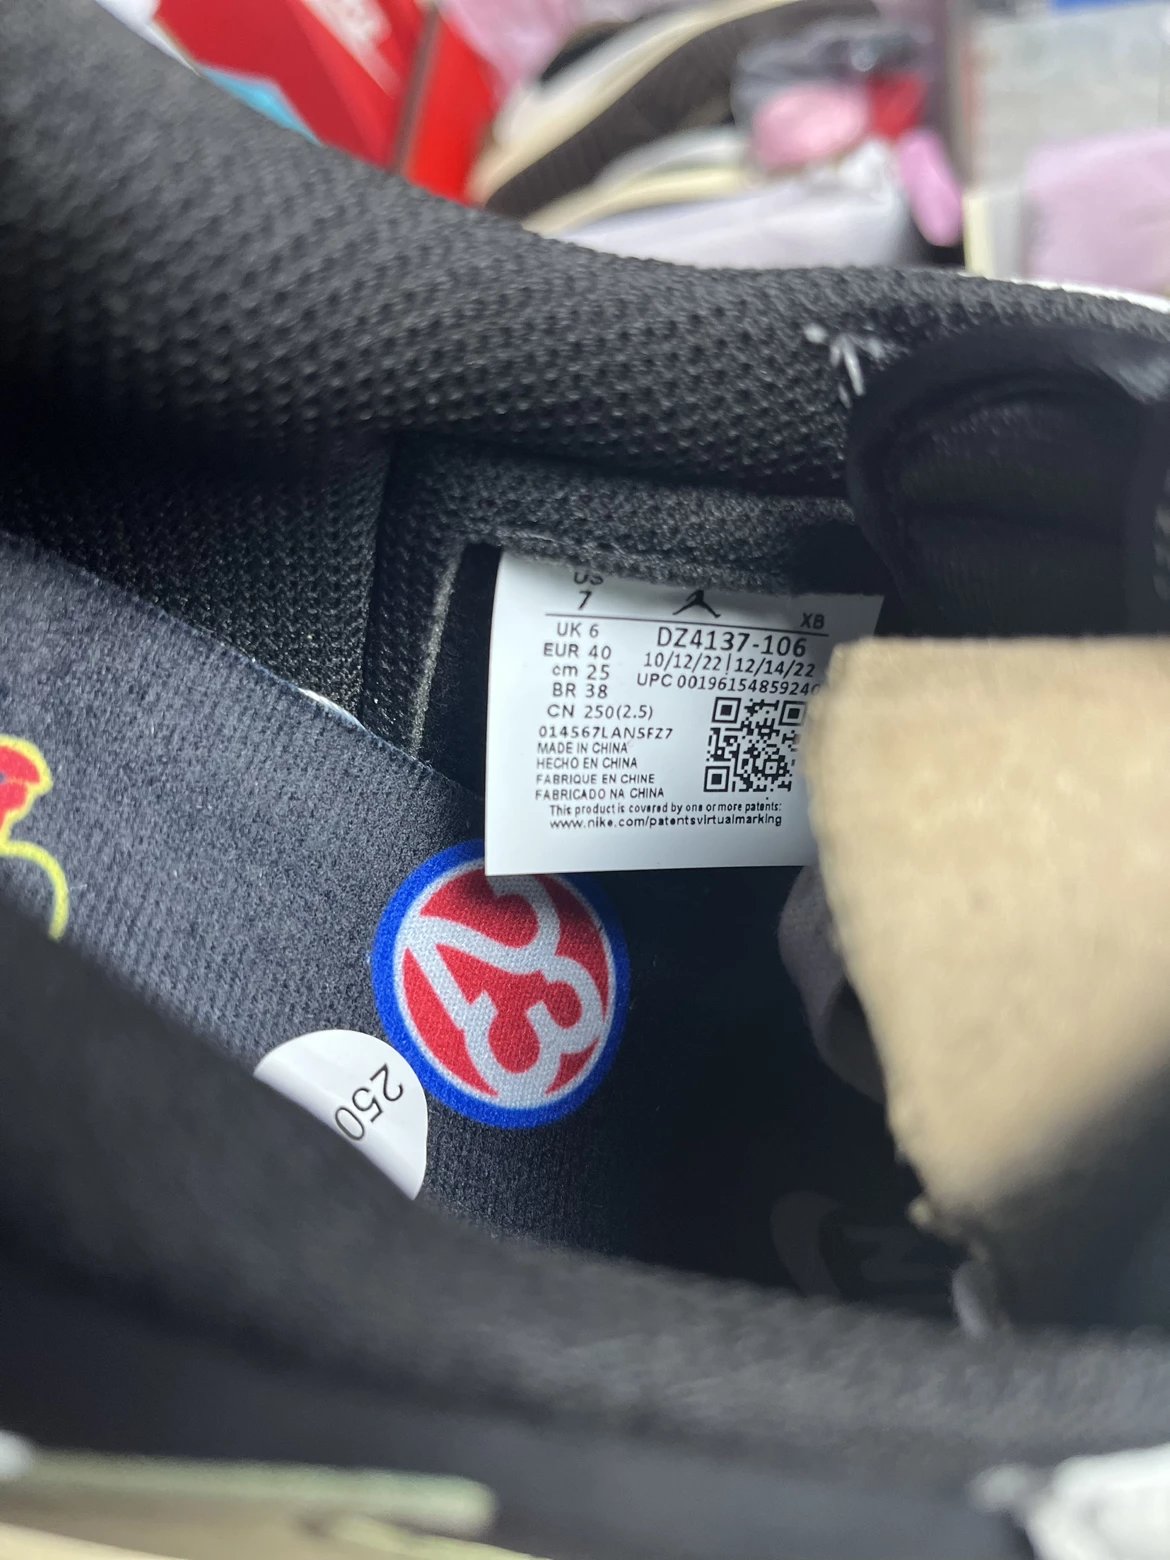 US
7
XB
UK 6
EUR 40
cm 25
BR 38
CN 250(2.5)
DZ4137-106
10/12/22 | 12/14/22
UPC 00196154859240
014567LAN5FZ7
MADE IN CHINA
HECHO EN CHINA
FABRIQUE EN CHINE
FABRICADO NA CHINA
This product is covered by one or more patents:
www.nike.com/patentsvirtualmarking
23
250